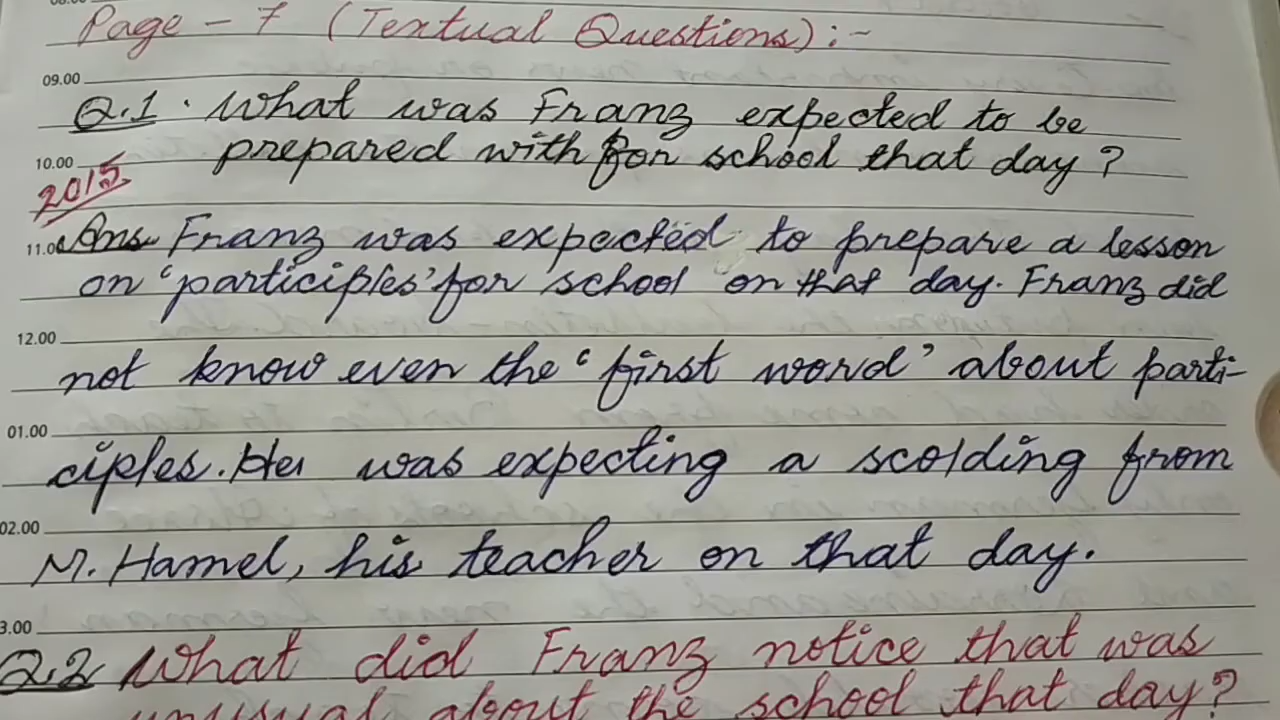 Page - 7 (Textual Questions):-
09.00
Q.1. What was Franz expected to be
10.00
prepared with for school that day?
2015
11.00
Ans Franz was expected to prepare a lesson
on 'participles' for school on that day. Franz did
12.00
not know even the 'first word' about parti-
01.00
ciples. He was expecting a scolding from
02.00
M. Hamel, his teacher on that day.
3.00
Q.2 What did Franz notice that was
unusual about the school that day?